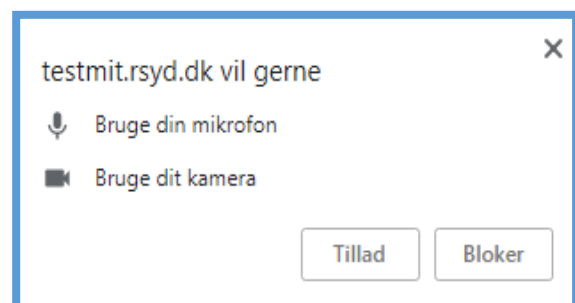 testmit.rsyd.dk vil gerne
Bruge din mikrofon
Bruge dit kamera
Tillad Bloker